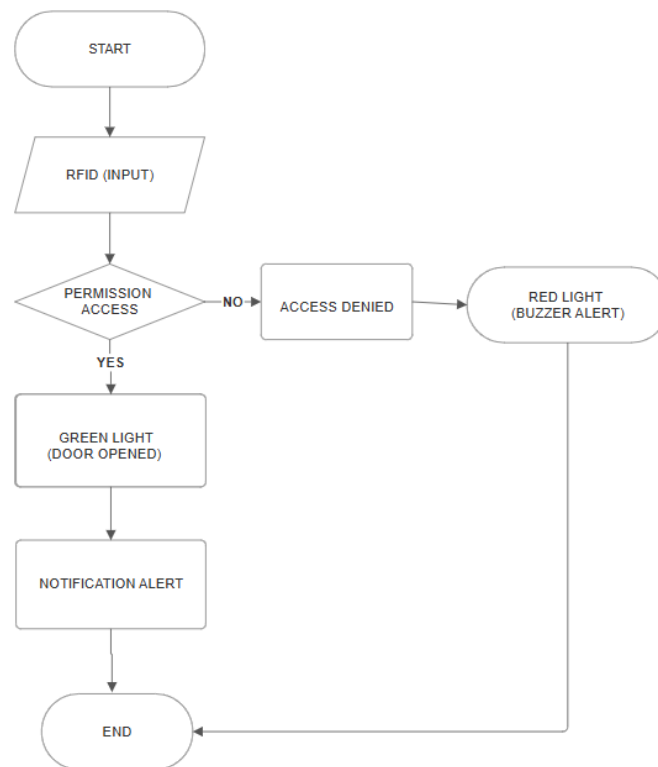 START
RFID (INPUT)
PERMISSION
ACCESS
NO
ACCESS DENIED
RED LIGHT
(BUZZER ALERT)
YES
GREEN LIGHT
(DOOR OPENED)
NOTIFICATION ALERT
END